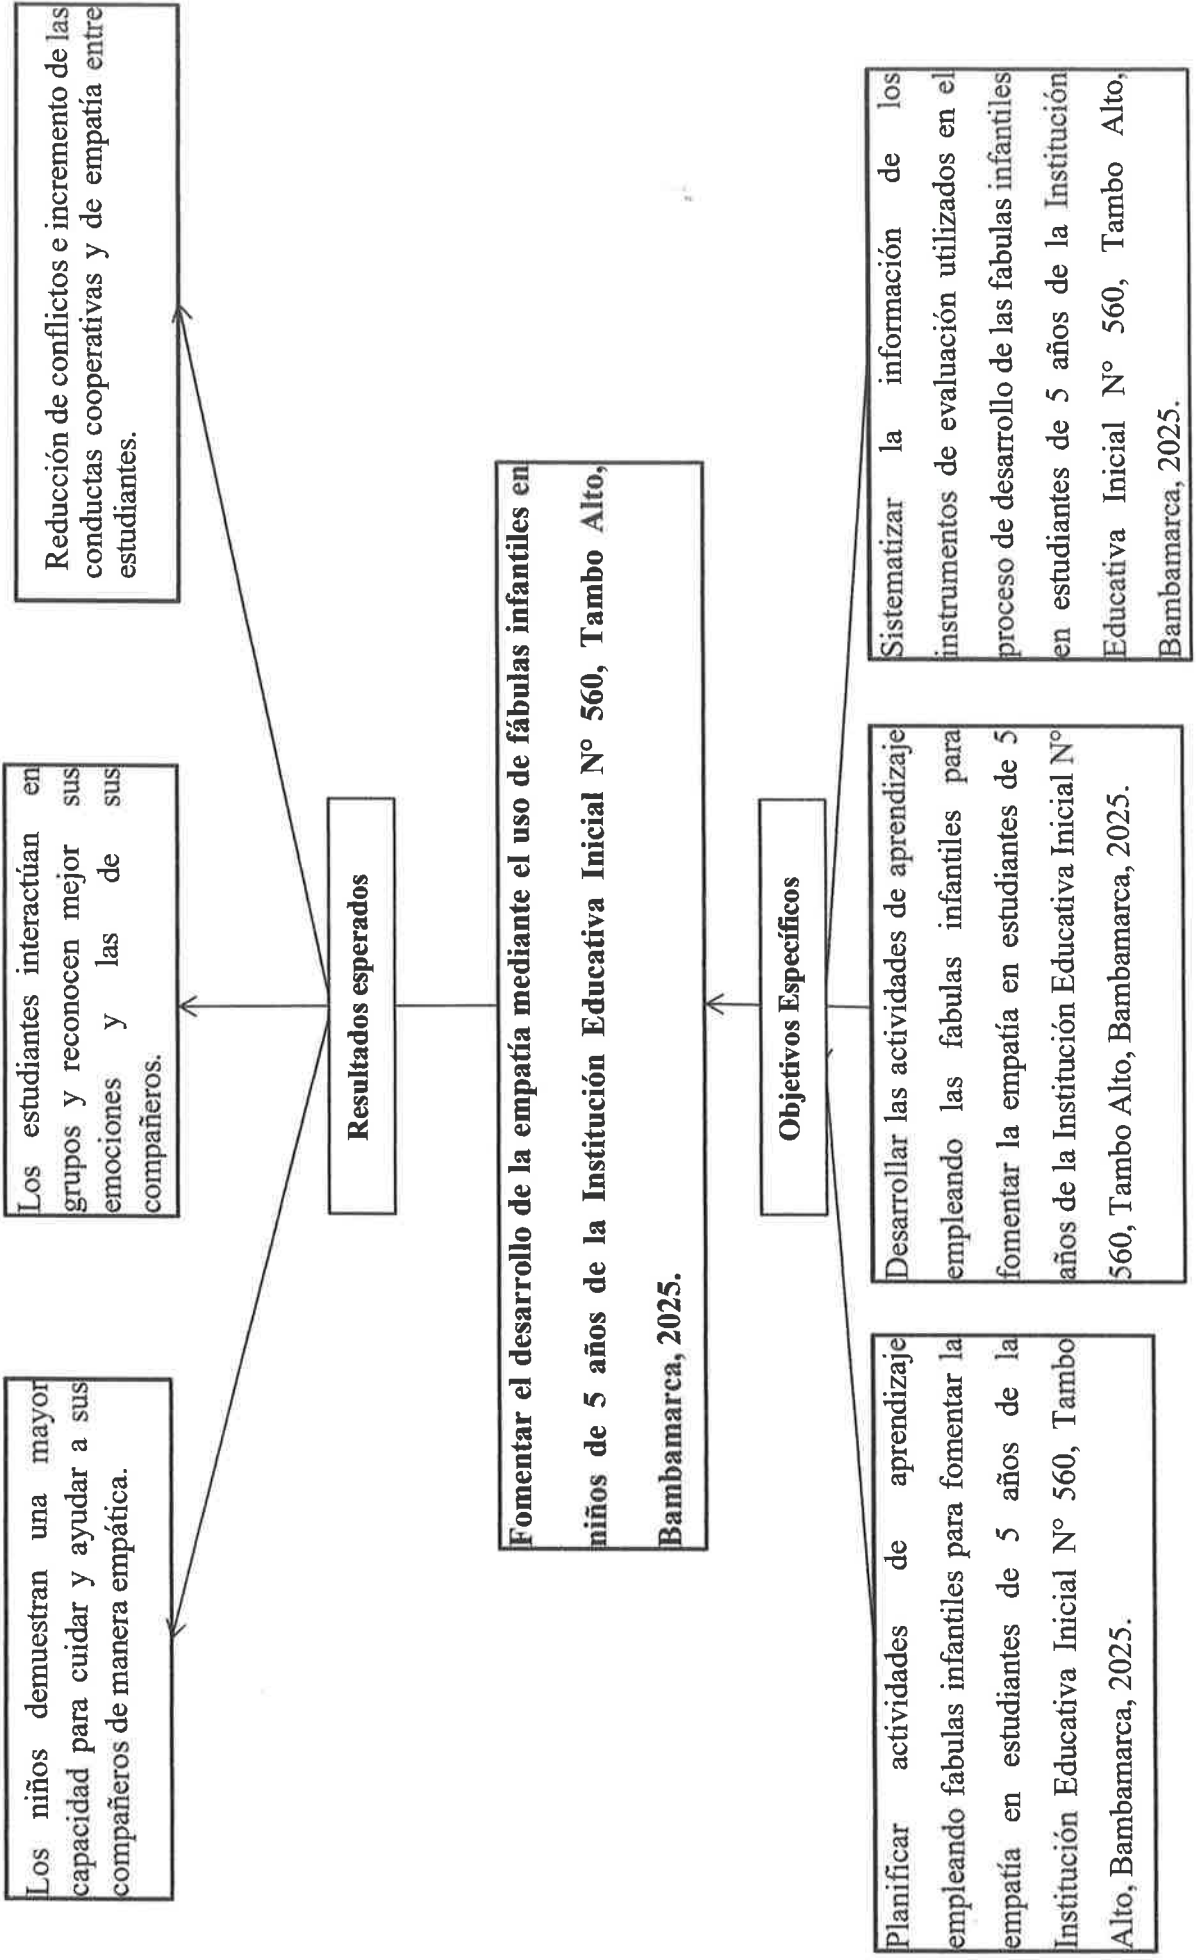 Los niños demuestran una mayor
capacidad para cuidar y ayudar a sus
compañeros de manera empática.
Los estudiantes interactúan en
grupos y reconocen mejor sus
emociones y las de sus
compañeros.
Reducción de conflictos e incremento de las
conductas cooperativas y de empatía entre
estudiantes.
Resultados esperados
Fomentar el desarrollo de la empatía mediante el uso de fábulas infantiles en
niños de 5 años de la Institución Educativa Inicial N° 560, Tambo Alto,
Bambamarca, 2025.
Objetivos Específicos
Planificar actividades de aprendizaje
empleando fabulas infantiles para fomentar la
empatía en estudiantes de 5 años de la
Institución Educativa Inicial N° 560, Tambo
Alto, Bambamarca, 2025.
Desarrollar las actividades de aprendizaje
empleando las fabulas infantiles para
fomentar la empatía en estudiantes de 5
años de la Institución Educativa Inicial N°
560, Tambo Alto, Bambamarca, 2025.
Sistematizar la información de los
instrumentos de evaluación utilizados en el
proceso de desarrollo de las fabulas infantiles
en estudiantes de 5 años de la Institución
Educativa Inicial N° 560, Tambo Alto,
Bambamarca, 2025.